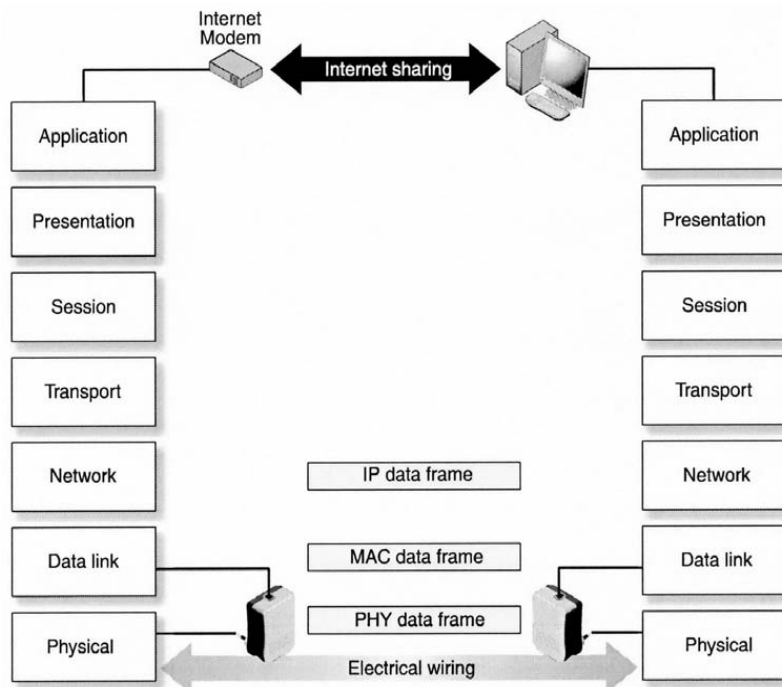 Internet
Modem
Internet sharing
Application
Application
Presentation
Presentation
Session
Session
Transport
Transport
Network
IP data frame
Network
Data link
MAC data frame
Data link
Physical
PHY data frame
Physical
Electrical wiring